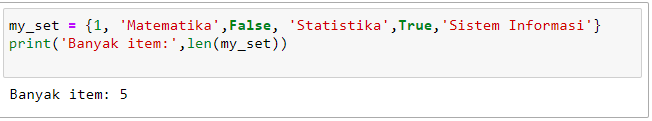 my_set = {1, 'Matematika',False, 'Statistika',True,'Sistem Informasi'}
print('Banyak item:',len(my_set))
Banyak item: 5